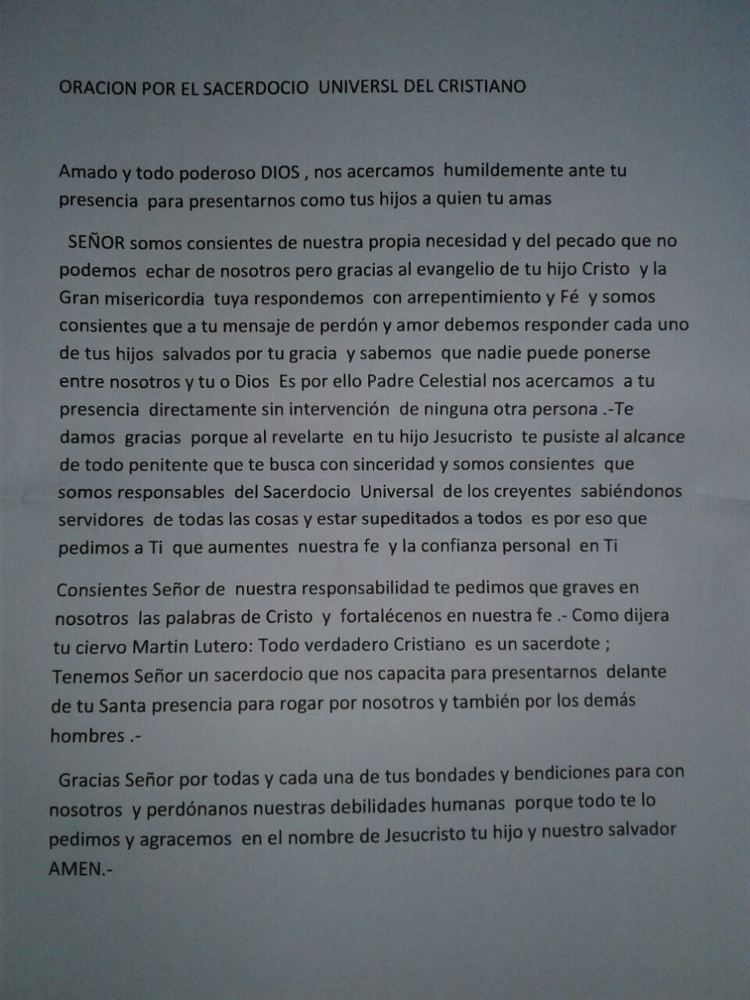 ORACION POR EL SACERDOCIO  UNIVERSL DEL CRISTIANO
Amado y todo poderoso DIOS , nos acercamos  humildemente ante tu
presencia  para presentarnos como tus hijos a quien tu amas
SEÑOR somos consientes de nuestra propia necesidad y del pecado que no
podemos  echar de nosotros pero gracias al evangelio de tu hijo Cristo  y la
Gran misericordia  tuya respondemos  con arrepentimiento y Fé  y somos
consientes que a tu mensaje de perdón y amor debemos responder cada uno
de tus hijos  salvados por tu gracia  y sabemos  que nadie puede ponerse
entre nosotros y tu o Dios  Es por ello Padre Celestial nos acercamos  a tu
presencia  directamente sin intervención  de ninguna otra persona .-Te
damos  gracias  porque al revelarte  en tu hijo Jesucristo  te pusiste al alcance
de todo penitente que te busca con sinceridad y somos consientes  que
somos responsables  del Sacerdocio  Universal  de los creyentes  sabiéndonos
servidores  de todas las cosas y estar supeditados a todos  es por eso que
pedimos a Ti  que aumentes  nuestra fe  y la confianza personal  en Ti
Consientes Señor de  nuestra responsabilidad te pedimos que graves en
nosotros  las palabras de Cristo  y  fortalécenos en nuestra fe .- Como dijera
tu ciervo Martin Lutero: Todo verdadero Cristiano  es un sacerdote ;
Tenemos Señor un sacerdocio que nos capacita para presentarnos  delante
de tu Santa presencia para rogar por nosotros y también por los demás
hombres .-
Gracias Señor por todas y cada una de tus bondades y bendiciones para con
nosotros  y perdónanos nuestras debilidades humanas  porque todo te lo
pedimos y agracemos  en el nombre de Jesucristo tu hijo y nuestro salvador
AMEN.-